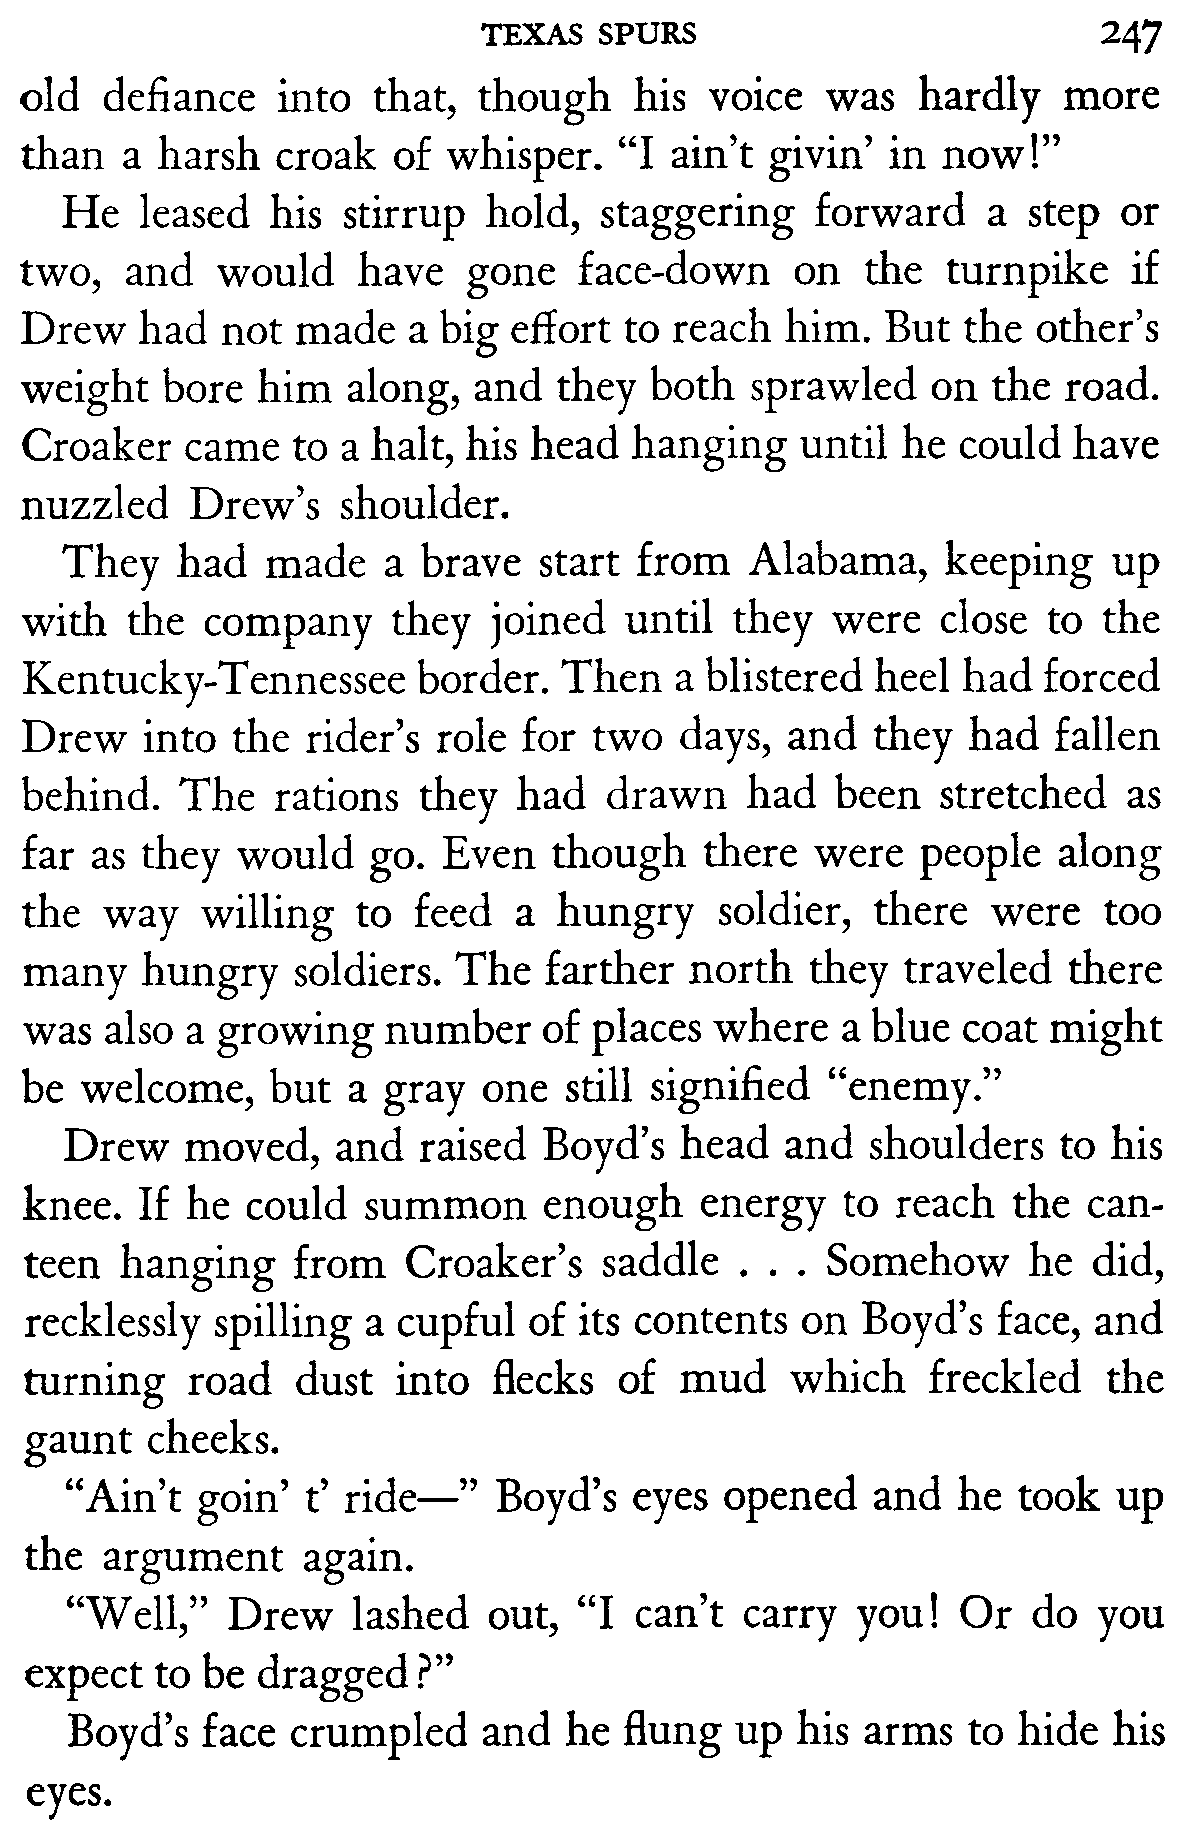 TEXAS SPURS 247
old defiance into that, though his voice was hardly more
than a harsh croak of whisper. “I ain’t givin’ in now!”
He leased his stirrup hold, staggering forward a step or
two, and would have gone face-down on the turnpike if
Drew had not made a big effort to reach him. But the other’s
weight bore him along, and they both sprawled on the road.
Croaker came to a halt, his head hanging until he could have
nuzzled Drew’s shoulder.
They had made a brave start from Alabama, keeping up
with the company they joined until they were close to the
Kentucky-Tennessee border. Then a blistered heel had forced
Drew into the rider’s role for two days, and they had fallen
behind. The rations they had drawn had been stretched as
far as they would go. Even though there were people along
the way willing to feed a hungry soldier, there were too
many hungry soldiers. The farther north they traveled there
was also a growing number of places where a blue coat might
be welcome, but a gray one still signified “enemy.”
Drew moved, and raised Boyd’s head and shoulders to his
knee. If he could summon enough energy to reach the can-
teen hanging from Croaker’s saddle . . . Somehow he did,
recklessly spilling a cupful of its contents on Boyd’s face, and
turning road dust into flecks of mud which freckled the
gaunt cheeks.
“Ain’t goin’ t’ ride—” Boyd’s eyes opened and he took up
the argument again.
“Well,” Drew lashed out, “I can’t carry you! Or do you
expect to be dragged?”
Boyd’s face crumpled and he flung up his arms to hide his
eyes.